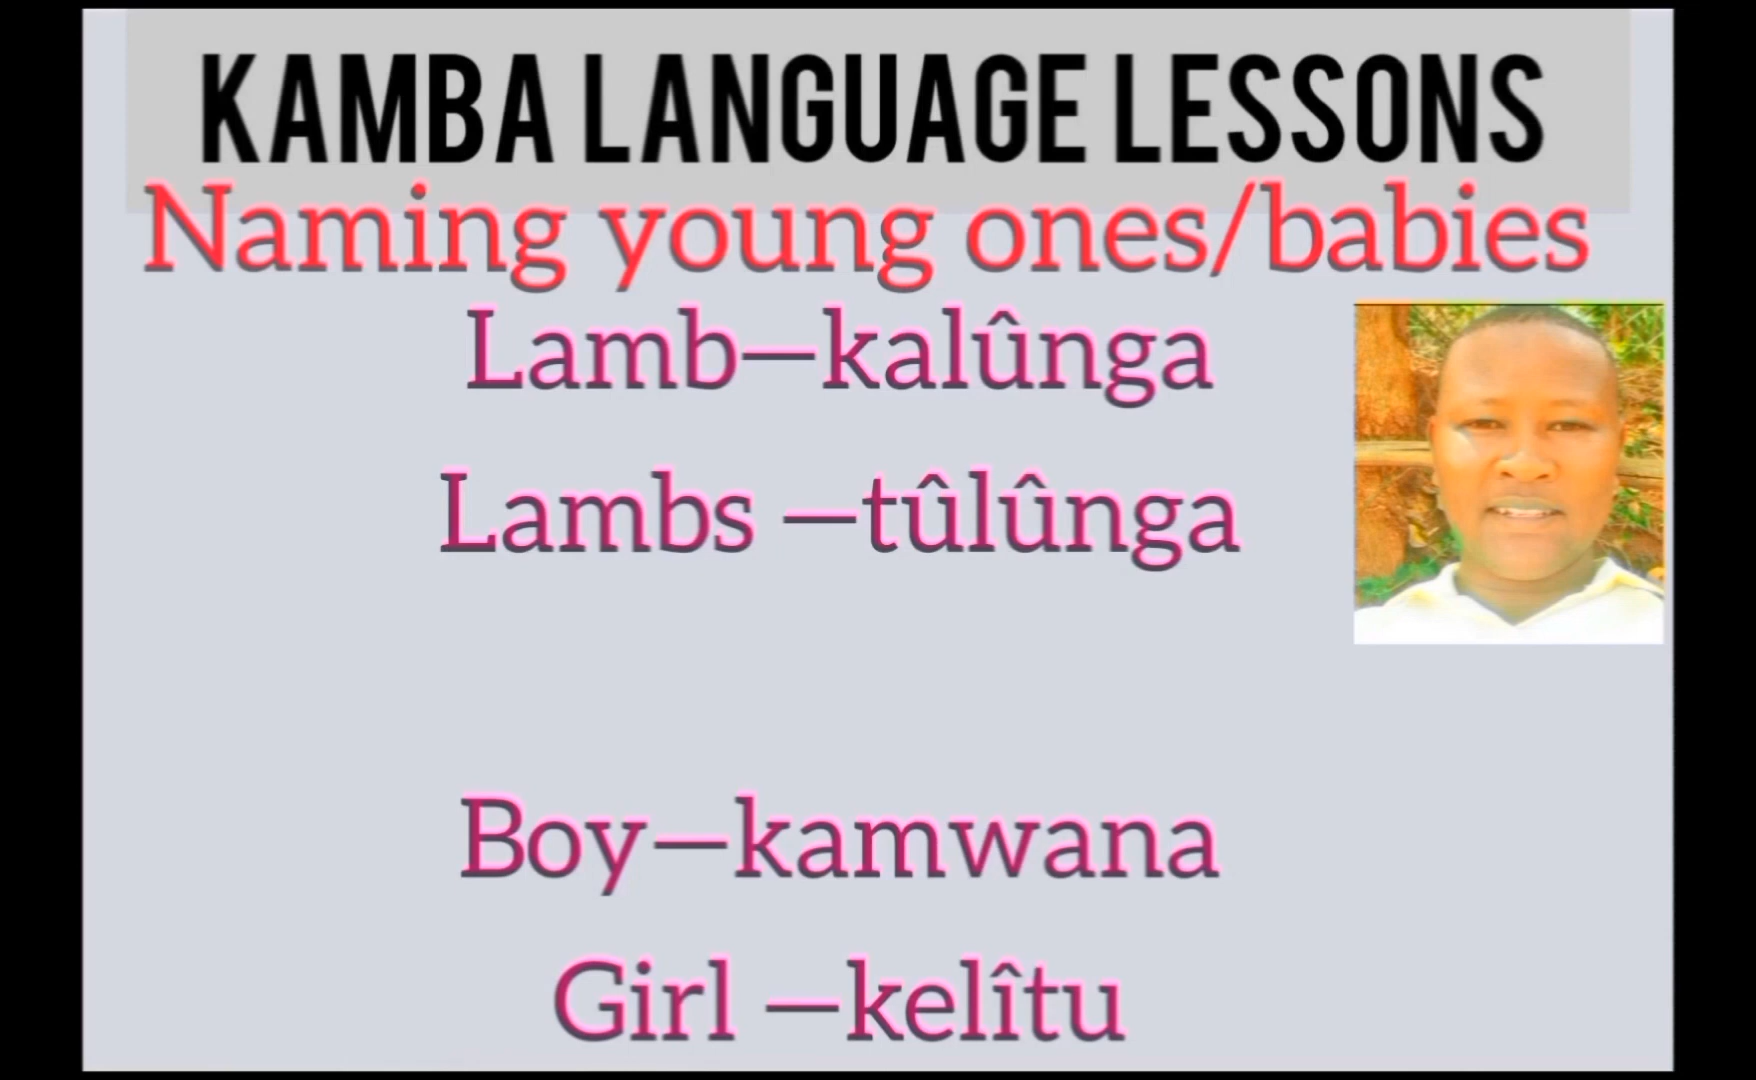 KAMBA LANGUAGE LESSONS
Naming young ones/babies
Lamb—kalûnga
Lambs —tûlûnga
Boy—kamwana
Girl —kelîtu